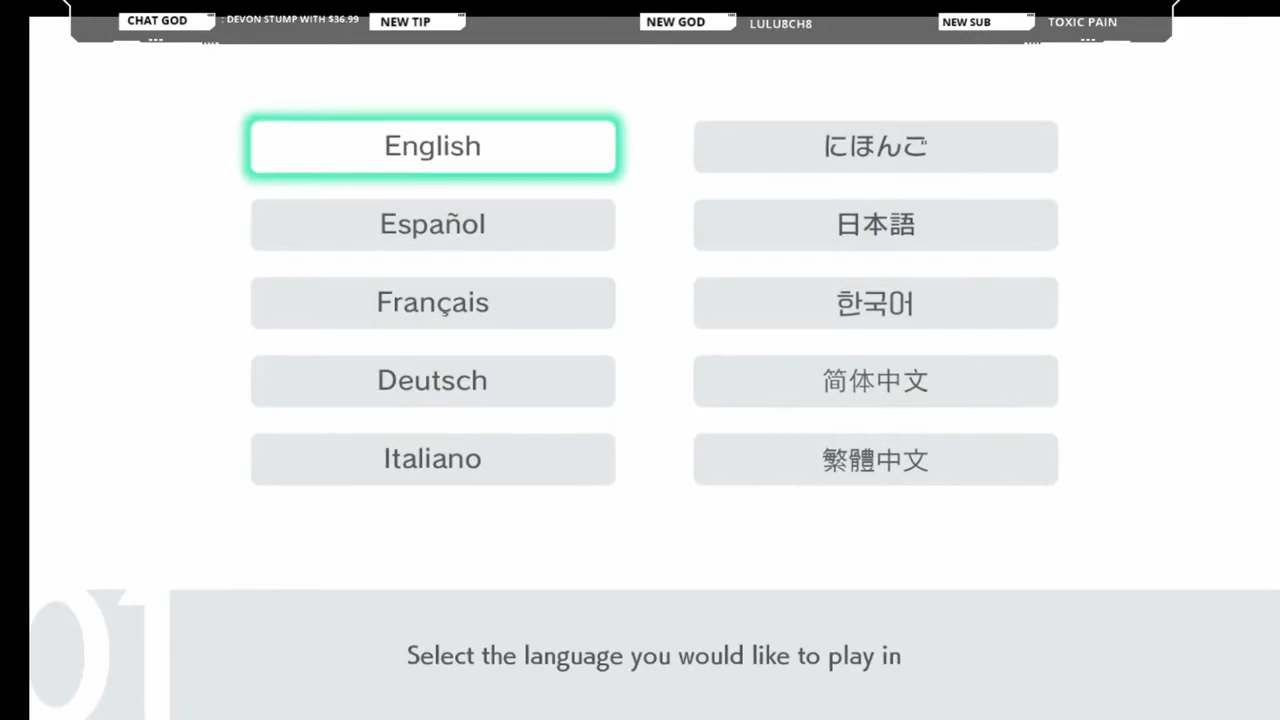 CHAT GOD : DEVON STUMP WITH $36.99 NEW TIP NEW GOD LULU8CH8 NEW SUB TOXIC PAIN
English
にほんご
Español
日本語
Français
한국어
Deutsch
简体中文
Italiano
繁體中文
01
Select the language you would like to play in